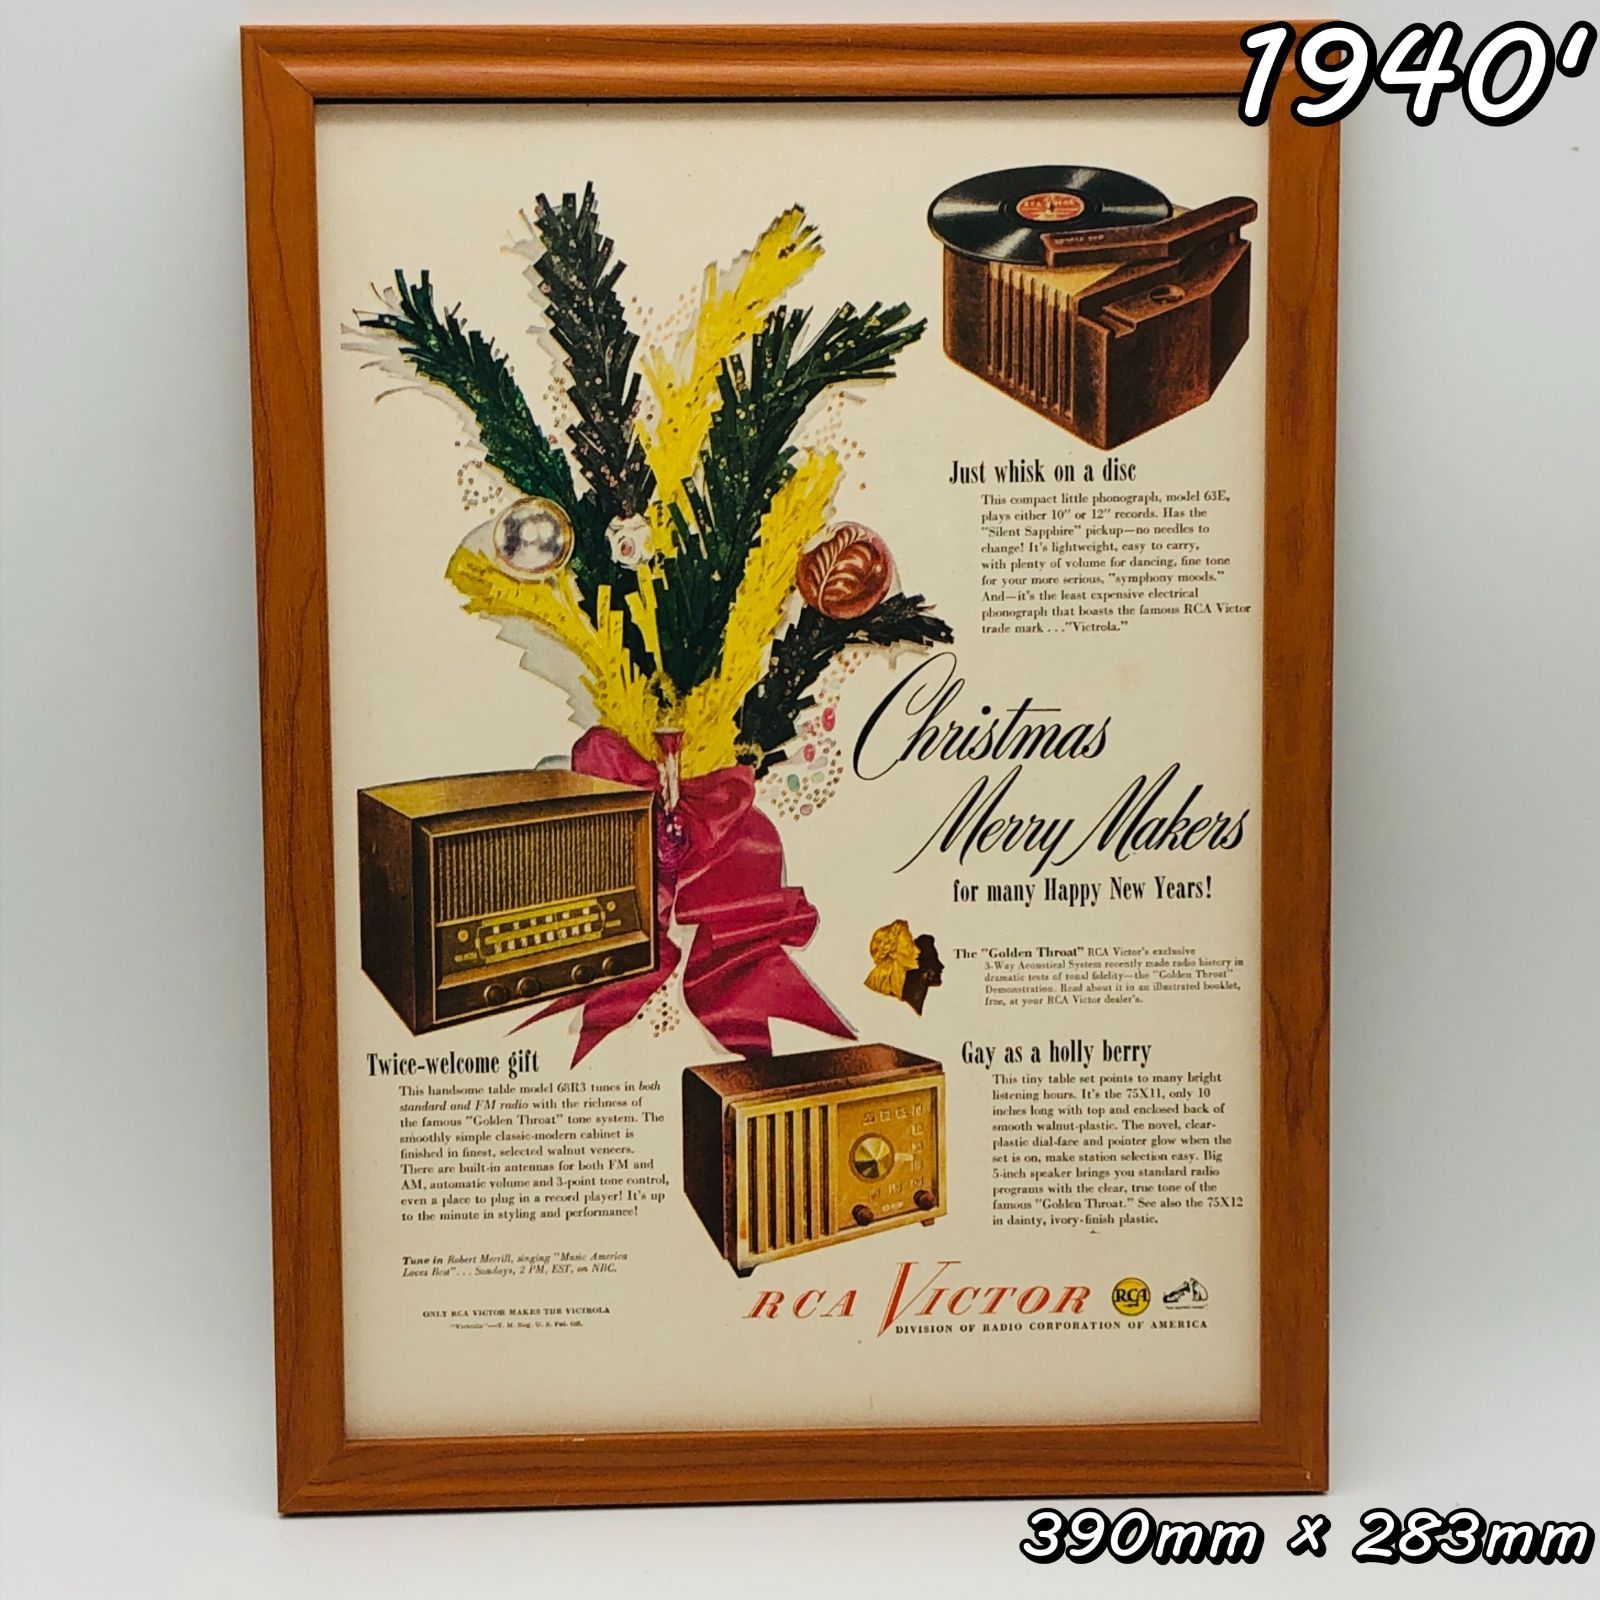 1940'
RCA VICTOR
Just whisk on a disc
This compact little phonograph, model 63E,
plays either 10" or 12" records. Has the
"Silent Sapphire" pickup—no needles to
change! It's lightweight, easy to carry,
with plenty of volume for dancing, fine tone
for your more serious, "symphony moods."
And—it's the least expensive electrical
phonograph that boasts the famous RCA Victor
trade mark . . . "Victrola."
Christmas
Merry Makers
for many Happy New Years!
The "Golden Throat" RCA Victor's exclusive
3-Way Acoustical System recently made radio history in
dramatic tests of tonal fidelity—the "Golden Throat"
Demonstration. Read about it in an illustrated booklet,
free, at your RCA Victor dealer's.
Twice-welcome gift
This handsome table model 68R3 tunes in both
standard and FM radio with the richness of
the famous "Golden Throat" tone system. The
smoothly simple classic-modern cabinet is
finished in finest, selected walnut veneers.
There are built-in antennas for both FM and
AM, automatic volume and 3-point tone control,
even a place to plug in a record player! It's up
to the minute in styling and performance!
Gay as a holly berry
This tiny table set points to many bright
listening hours. It's the 75X11, only 10
inches long with top and enclosed back of
smooth walnut-plastic. The novel, clear-
plastic dial-face and pointer glow when the
set is on, make station selection easy. Big
5-inch speaker brings you standard radio
programs with the clear, true tone of the
famous "Golden Throat." See also the 75X12
in dainty, ivory-finish plastic.
Tune in Robert Merrill, singing "Music America
Loves Best" . . . Sundays, 2 PM, EST, on NBC.
ONLY RCA VICTOR MAKES THE VICTROLA
"Victrola"—T. M. Reg. U. S. Pat. Off.
RCA VICTOR
RCA
DIVISION OF RADIO CORPORATION OF AMERICA
390mm × 283mm